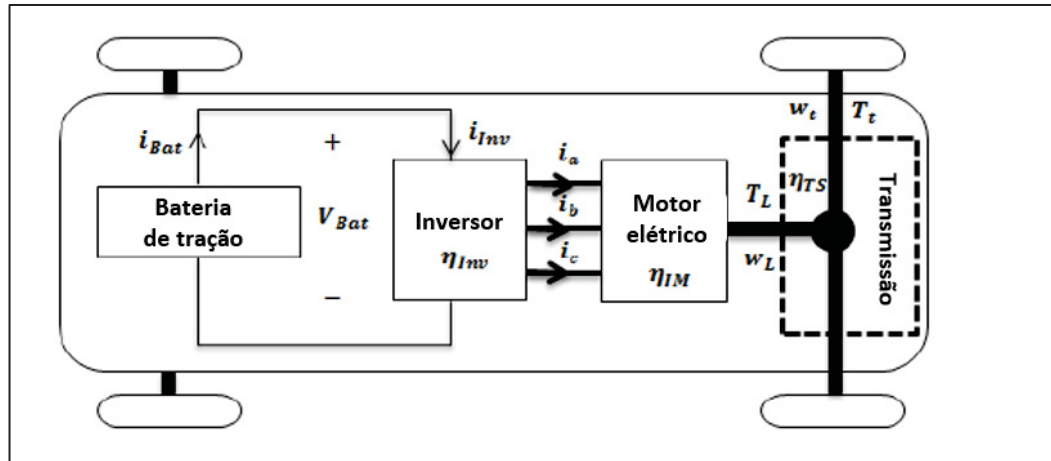 w_t
T_t
i_Bat
+
i_Inv
i_a
Bateria
de tração
V_Bat
Inversor
η_Inv
i_b
i_c
Motor
elétrico
η_IM
T_L
w_L
η_TS
Transmissão
−